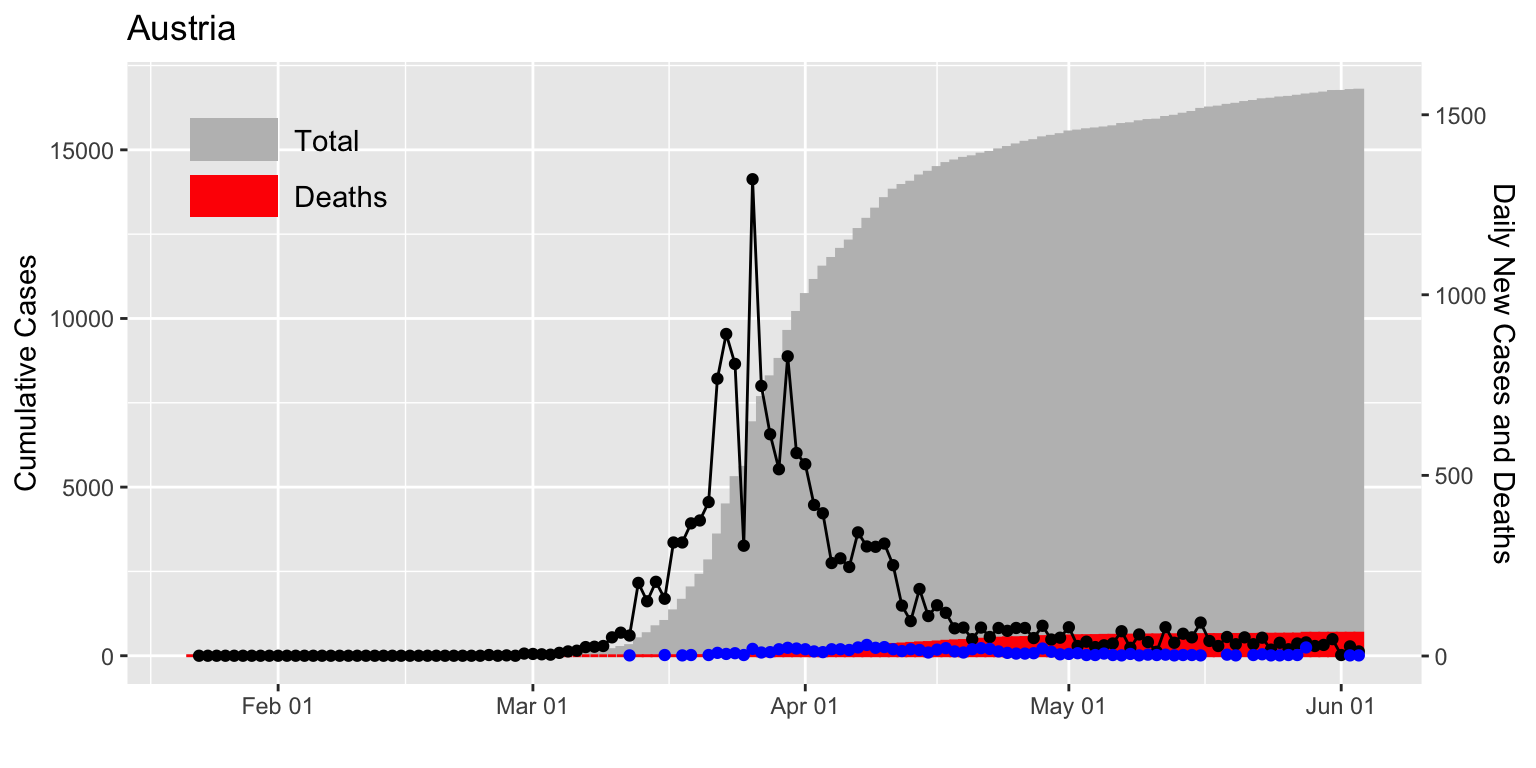 Austria
Total
Deaths
Cumulative Cases
15000
10000
5000
0
1500
1000
500
0
Daily New Cases and Deaths
Feb 01
Mar 01
Apr 01
May 01
Jun 01